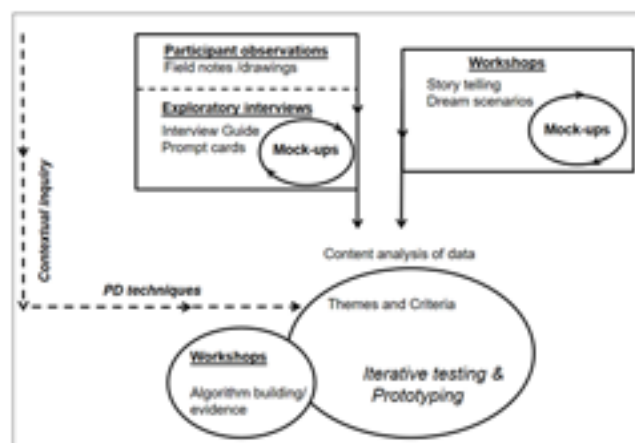 Participant observations
Field notes /drawings
Exploratory interviews
Interview Guide
Prompt cards
Mock-ups
Workshops
Story telling
Dream scenarios
Mock-ups
Contextual inquiry
Content analysis of data
PD techniques
Themes and Criteria
Workshops
Algorithm building/
evidence
Iterative testing &
Prototyping